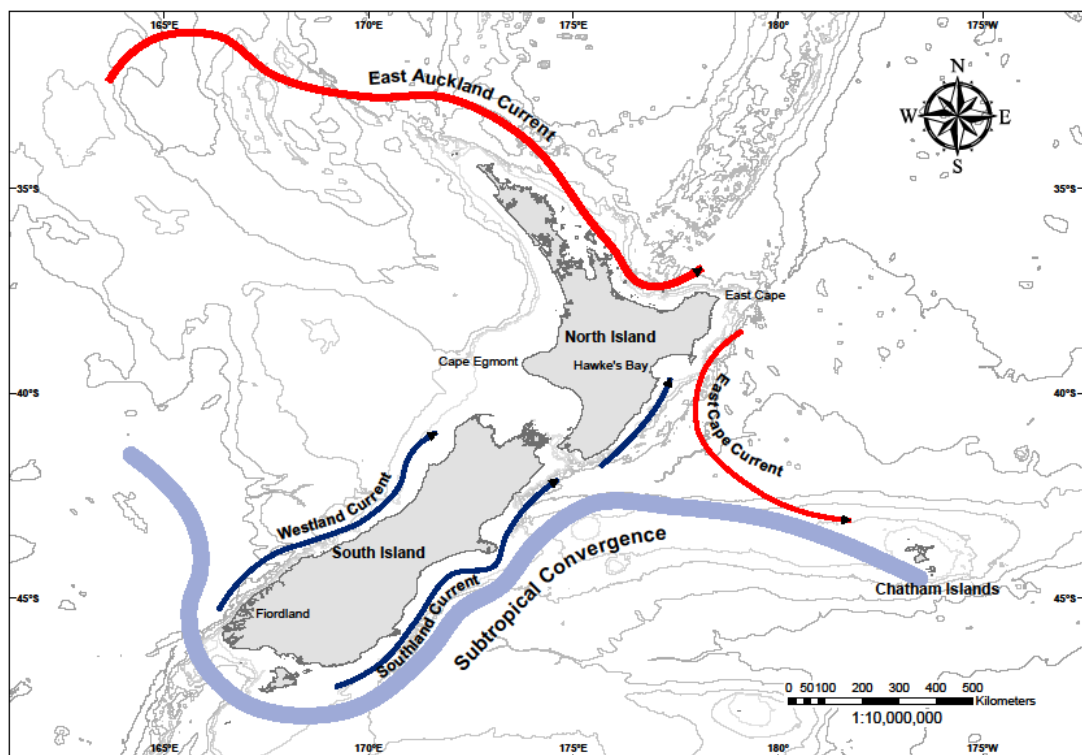 165°E 170°E 175°E 180° 175°W
N
W E
S
East Auckland Current
35°S 35°S
East Cape
North Island
Cape Egmont
Hawke's Bay
40°S 40°S
East Cape Current
Westland Current
South Island
Southland Current
Subtropical Convergence
Chatham Islands
45°S 45°S
Fiordland
0 50 100 200 300 400 500
Kilometers
1:10,000,000
165°E 170°E 175°E 180° 175°W